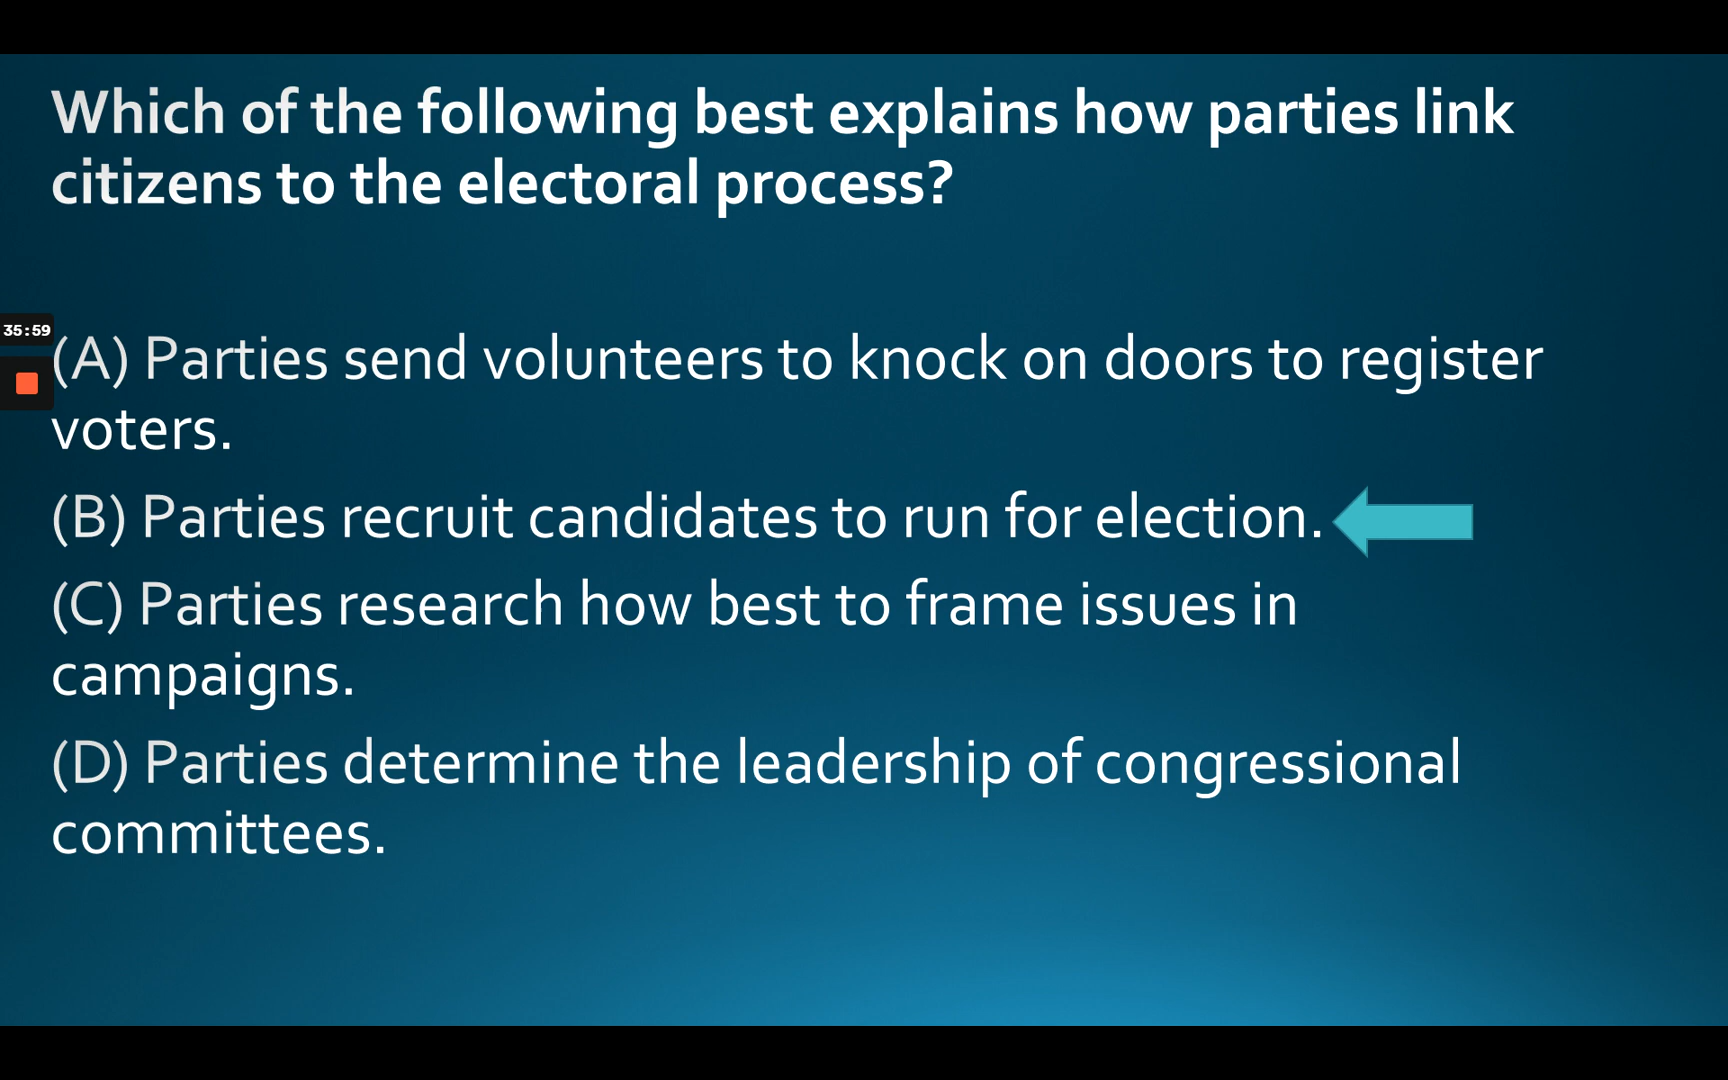 Which of the following best explains how parties link
citizens to the electoral process?
35:59
(A) Parties send volunteers to knock on doors to register
voters.
(B) Parties recruit candidates to run for election.
(C) Parties research how best to frame issues in
campaigns.
(D) Parties determine the leadership of congressional
committees.